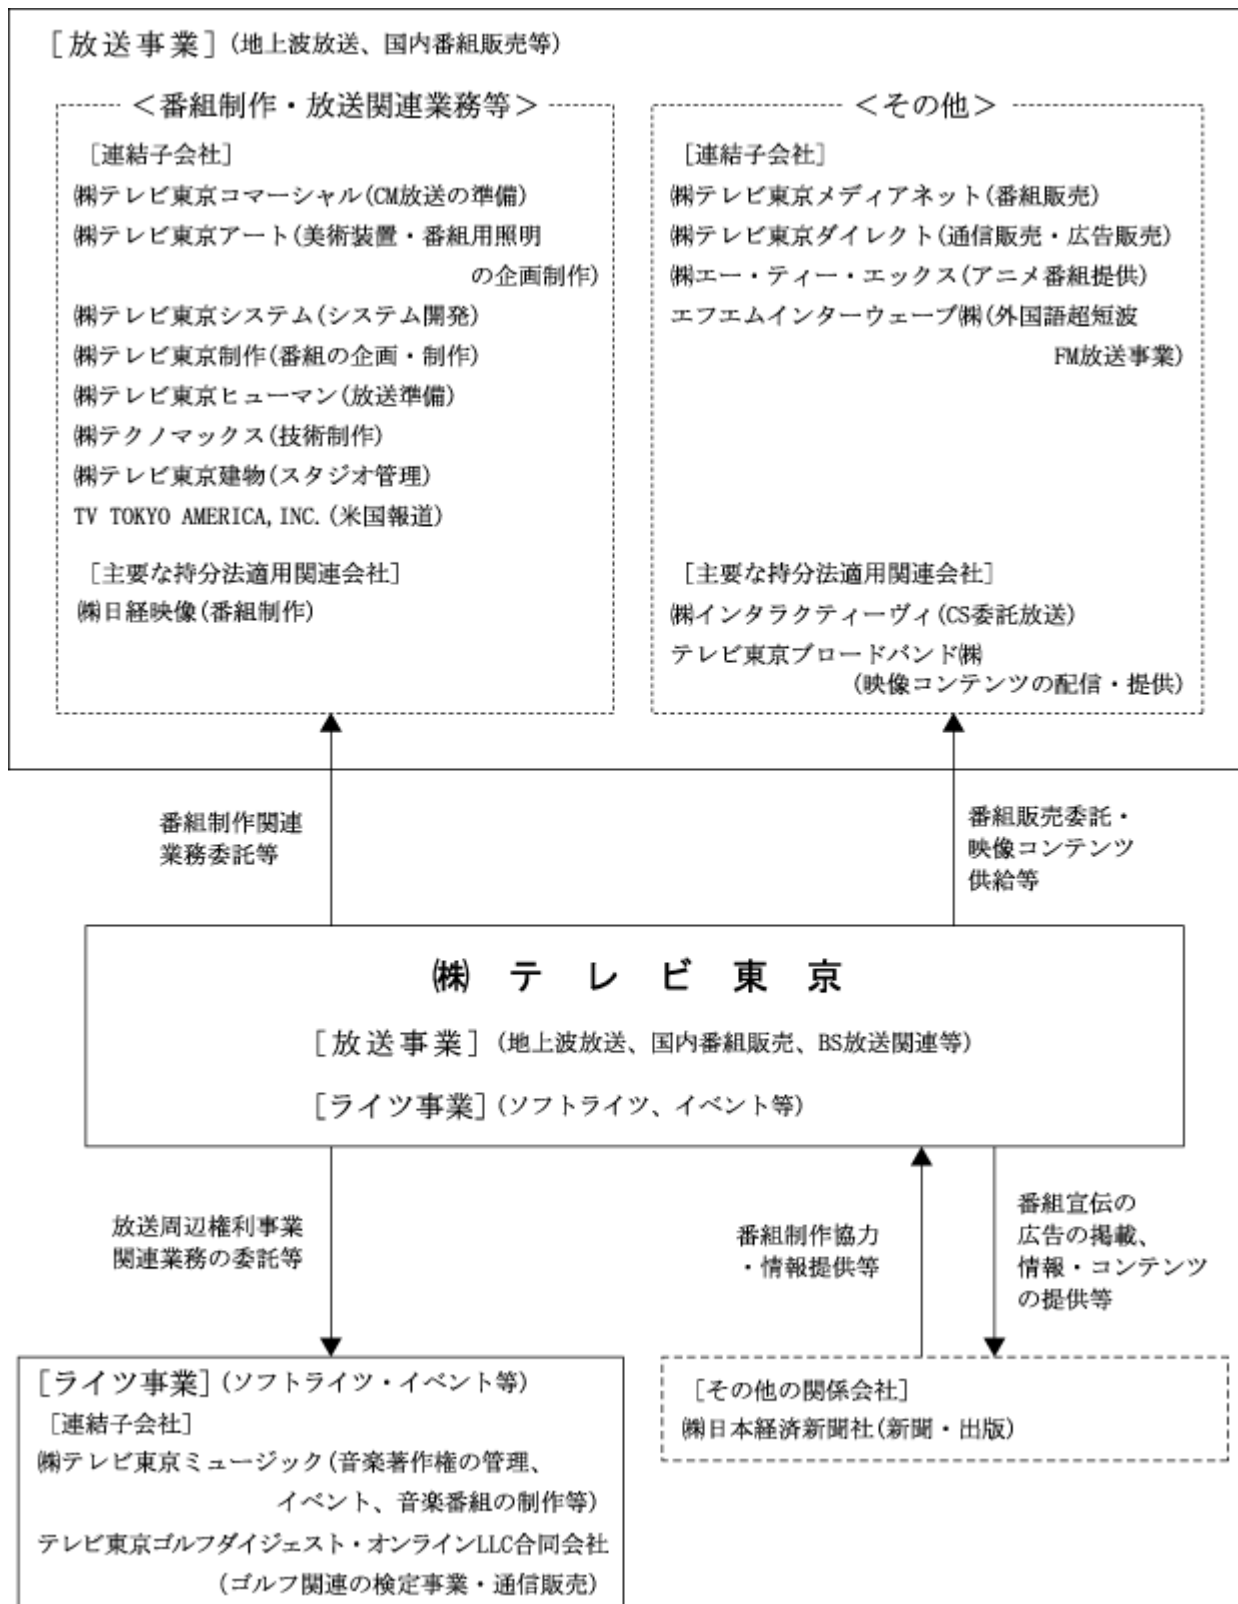 ［放送事業］(地上波放送、国内番組販売等)
＜番組制作・放送関連業務等＞
［連結子会社］
㈱テレビ東京コマーシャル(CM放送の準備)
㈱テレビ東京アート(美術装置・番組用照明
の企画制作)
㈱テレビ東京システム(システム開発)
㈱テレビ東京制作(番組の企画・制作)
㈱テレビ東京ヒューマン(放送準備)
㈱テクノマックス(技術制作)
㈱テレビ東京建物(スタジオ管理)
TV TOKYO AMERICA,INC.(米国報道)
［主要な持分法適用関連会社］
㈱日経映像(番組制作)
＜その他＞
［連結子会社］
㈱テレビ東京メディアネット(番組販売)
㈱テレビ東京ダイレクト(通信販売・広告販売)
㈱エー・ティー・エックス(アニメ番組提供)
エフエムインターウェーブ㈱(外国語超短波
FM放送事業)
［主要な持分法適用関連会社］
㈱インタラクティーヴィ(CS委託放送)
テレビ東京ブロードバンド㈱
(映像コンテンツの配信・提供)
番組制作関連
業務委託等
番組販売委託・
映像コンテンツ
供給等
㈱テレビ東京
［放送事業］(地上波放送、国内番組販売、BS放送関連等)
［ライツ事業］(ソフトライツ、イベント等)
放送周辺権利事業
関連業務の委託等
番組制作協力
・情報提供等
番組宣伝の
広告の掲載、
情報・コンテンツ
の提供等
［ライツ事業］(ソフトライツ・イベント等)
［連結子会社］
㈱テレビ東京ミュージック(音楽著作権の管理、
イベント、音楽番組の制作等)
テレビ東京ゴルフダイジェスト・オンラインLLC合同会社
(ゴルフ関連の検定事業・通信販売)
［その他の関係会社］
㈱日本経済新聞社(新聞・出版)